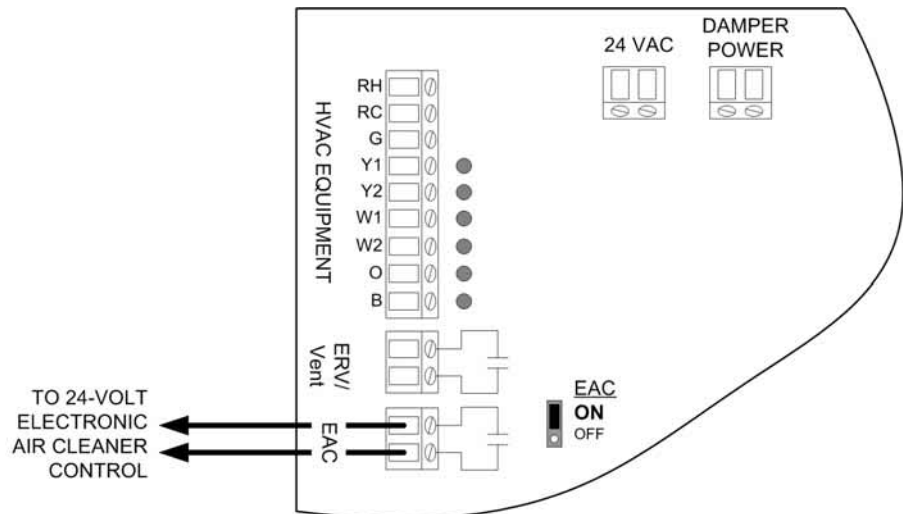 24 VAC
DAMPER
POWER
HVAC EQUIPMENT
RH
RC
G
Y1
Y2
W1
W2
O
B
ERV/
Vent
EAC
TO 24-VOLT
ELECTRONIC
AIR CLEANER
CONTROL
EAC
ON
OFF